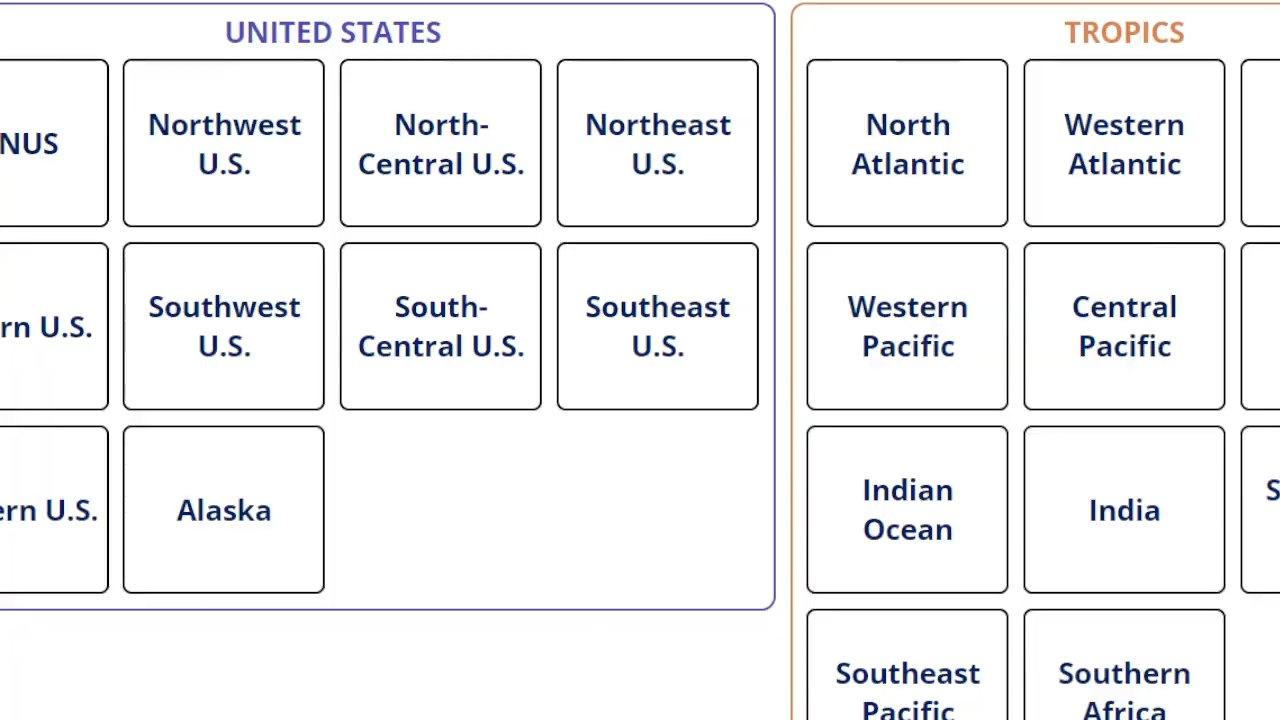 UNITED STATES
NUS
Northwest
U.S.
North-
Central U.S.
Northeast
U.S.
rn U.S.
Southwest
U.S.
South-
Central U.S.
Southeast
U.S.
ern U.S.
Alaska
TROPICS
North
Atlantic
Western
Atlantic
Western
Pacific
Central
Pacific
Indian
Ocean
India
S
Southeast
Pacific
Southern
Africa